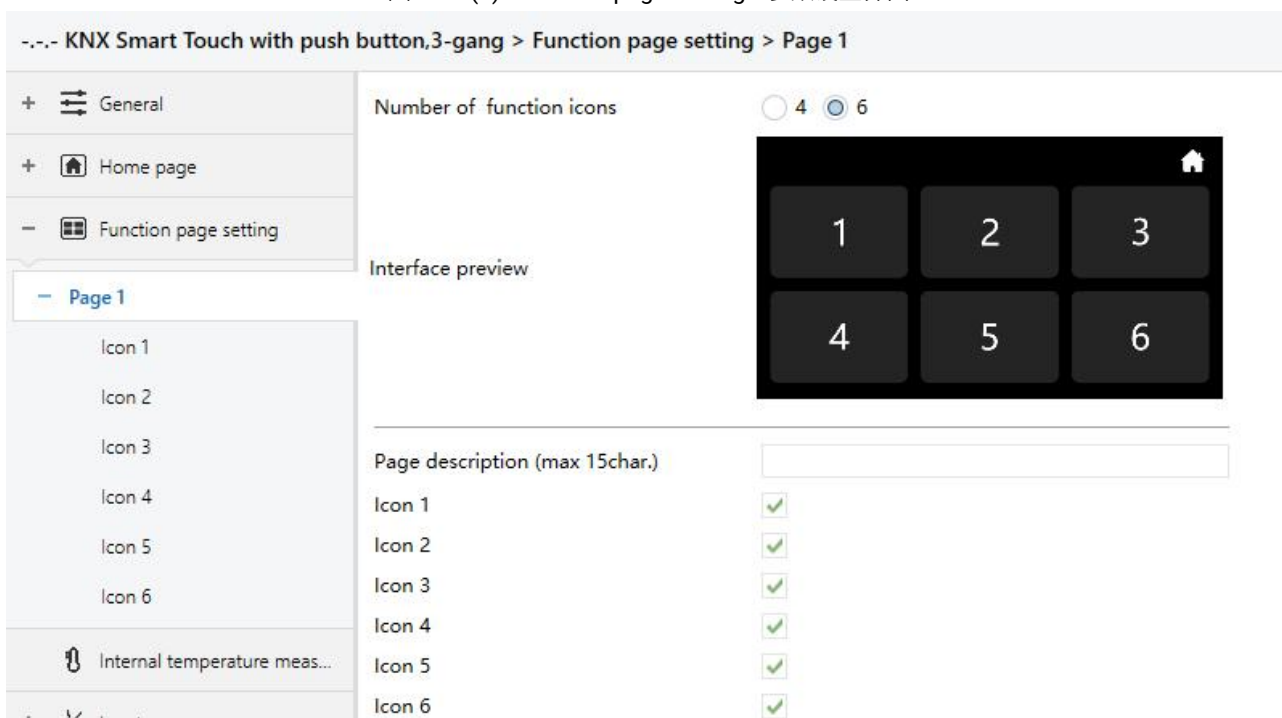 -.-.- KNX Smart Touch with push button,3-gang > Function page setting > Page 1
General
Home page
Function page setting
Page 1
Icon 1
Icon 2
Icon 3
Icon 4
Icon 5
Icon 6
Internal temperature meas...
Number of function icons
4 6
Interface preview
1 2 3
4 5 6
Page description (max 15char.)
Icon 1
Icon 2
Icon 3
Icon 4
Icon 5
Icon 6